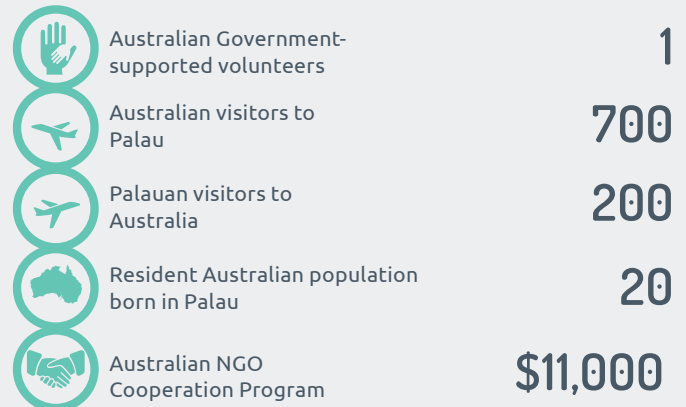 Australian Government-
supported volunteers
1
Australian visitors to
Palau
700
Palauan visitors to
Australia
200
Resident Australian population
born in Palau
20
Australian NGO
Cooperation Program
$11,000